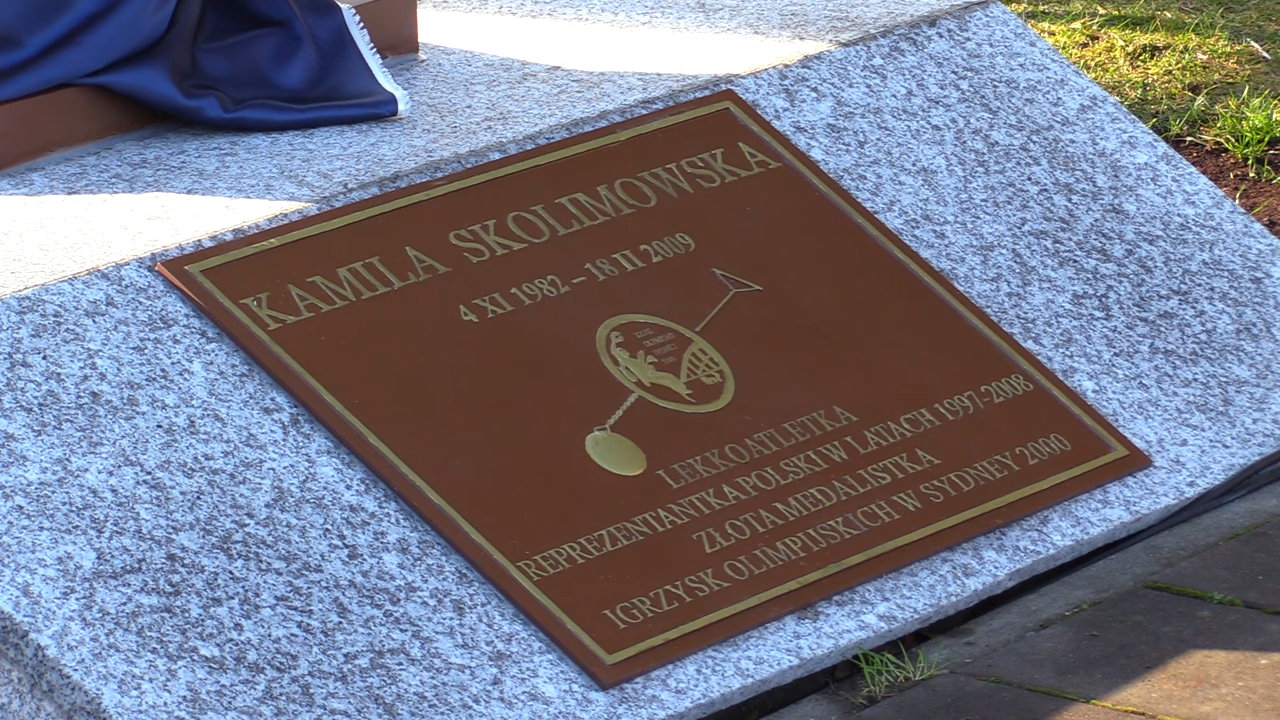 KAMILA SKOLIMOWSKA
4 XI 1982 – 18 II 2009
LEKKOATLETKA
REPREZENTANTKA POLSKI W LATACH 1997-2008
ZŁOTA MEDALISTKA
IGRZYSK OLIMPIJSKICH W SYDNEY 2000